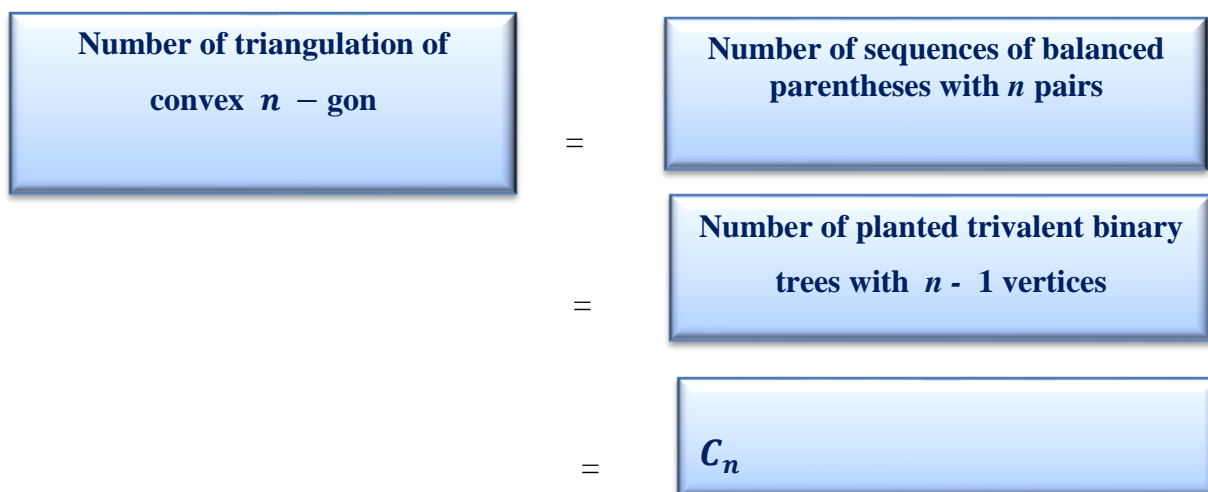 Number of triangulation of
convex n − gon
=
Number of sequences of balanced
parentheses with n pairs
=
Number of planted trivalent binary
trees with n - 1 vertices
=
Cₙ